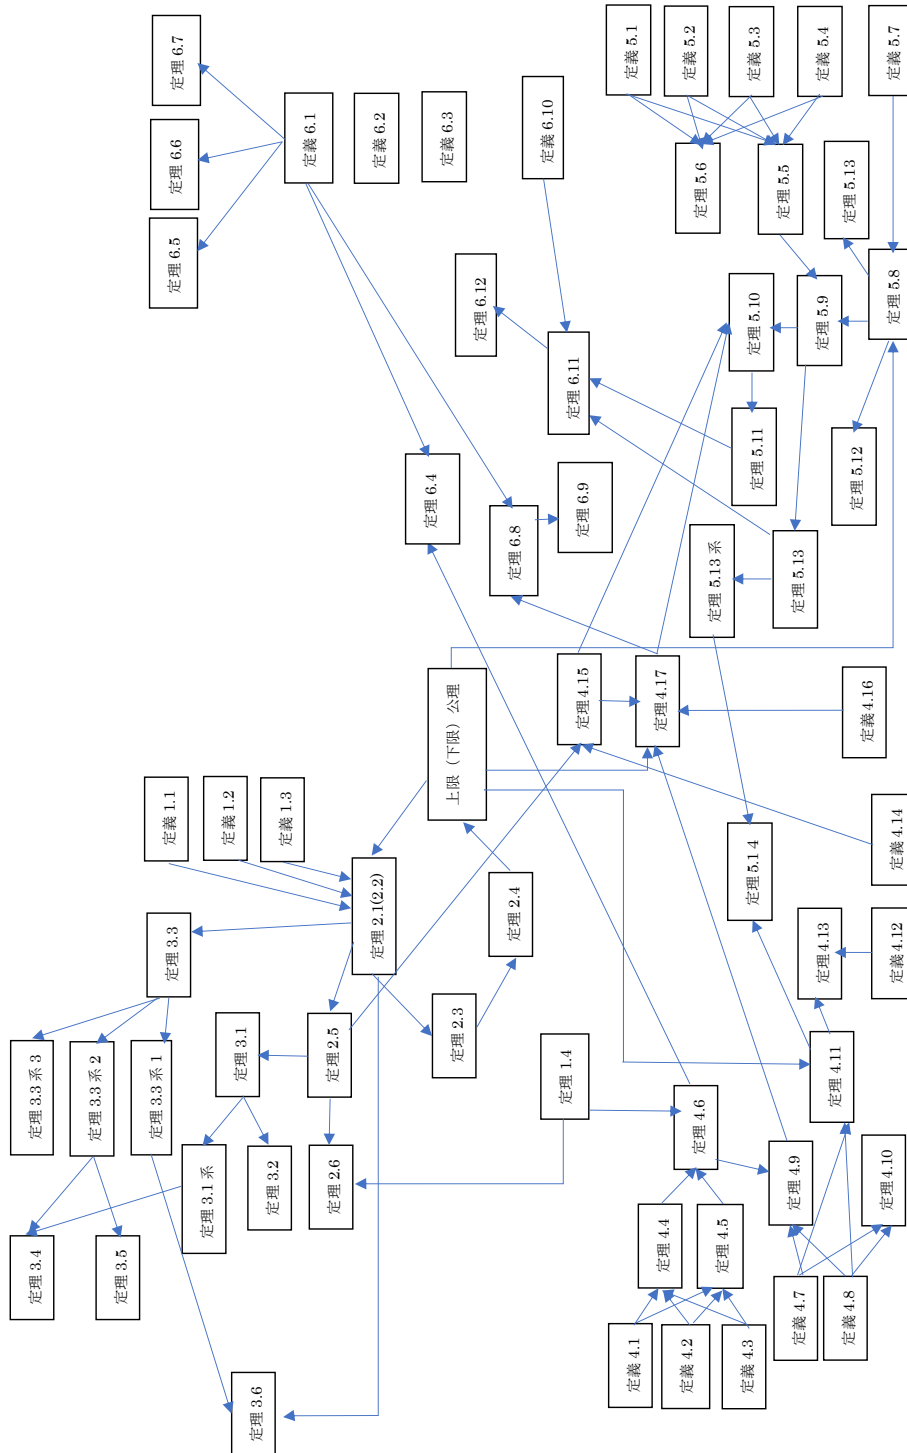 定義 4.1
定義 4.2
定義 4.3
定義 4.7
定義 4.8
定理 3.6
定理 3.4
定理 3.5
定理 3.1 系
定理 3.2
定理 2.6
定理 4.4
定理 4.5
定理 4.9
定理 4.10
定理 3.3 系 3
定理 3.3 系 2
定理 3.3 系 1
定理 3.1
定理 2.5
定理 2.3
定理 1.4
定理 4.6
定理 4.11
定理 3.3
定理 2.1(2.2)
定理 2.4
定理 5.1 4
定理 4.13
定義 4.12
定義 1.1
定義 1.2
定義 1.3
上限（下限）公理
定理 4.15
定理 4.17
定義 4.16
定義 4.14
定理 6.4
定理 6.8
定理 6.9
定理 5.13 系
定理 5.13
定理 5.11
定理 5.12
定理 6.12
定理 6.11
定理 5.10
定理 5.9
定理 5.8
定理 6.5
定理 6.6
定理 6.7
定義 6.1
定義 6.2
定義 6.3
定義 6.10
定理 5.6
定理 5.5
定理 5.13
定義 5.1
定義 5.2
定義 5.3
定義 5.4
定義 5.7